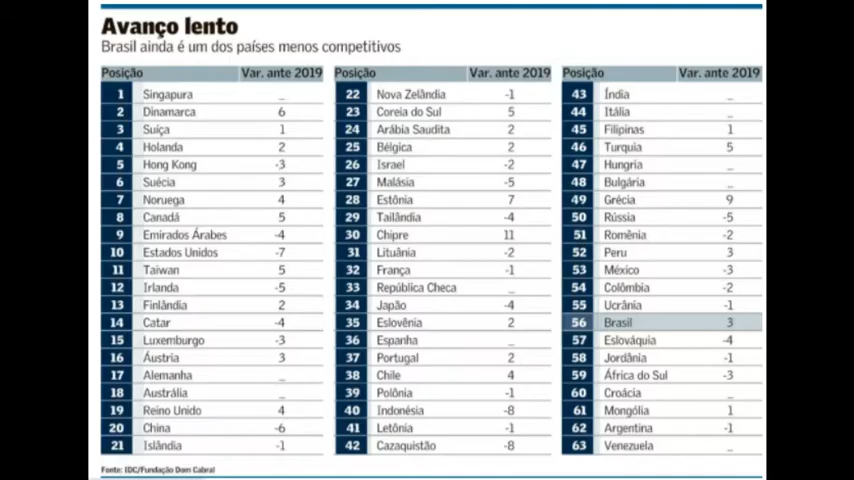 Avanço lento
Brasil ainda é um dos países menos competitivos
Posição Var. ante 2019
1 Singapura _
2 Dinamarca 6
3 Suíça 1
4 Holanda 2
5 Hong Kong -3
6 Suécia 3
7 Noruega 4
8 Canadá 5
9 Emirados Árabes -4
10 Estados Unidos -7
11 Taiwan 5
12 Irlanda -5
13 Finlândia 2
14 Catar -4
15 Luxemburgo -3
16 Áustria 3
17 Alemanha _
18 Austrália _
19 Reino Unido 4
20 China -6
21 Islândia -1
Posição Var. ante 2019
22 Nova Zelândia -1
23 Coreia do Sul 5
24 Arábia Saudita 2
25 Bélgica 2
26 Israel -2
27 Malásia -5
28 Estônia 7
29 Tailândia -4
30 Chipre 11
31 Lituânia -2
32 França -1
33 República Checa _
34 Japão -4
35 Eslovênia 2
36 Espanha _
37 Portugal 2
38 Chile 4
39 Polônia -1
40 Indonésia -8
41 Letônia -1
42 Cazaquistão -8
Posição Var. ante 2019
43 Índia _
44 Itália _
45 Filipinas 1
46 Turquia 5
47 Hungria _
48 Bulgária _
49 Grécia 9
50 Rússia -5
51 Romênia -2
52 Peru 3
53 México -3
54 Colômbia -2
55 Ucrânia -1
56 Brasil 3
57 Eslováquia -4
58 Jordânia -1
59 África do Sul -3
60 Croácia _
61 Mongólia 1
62 Argentina -1
63 Venezuela _
Fonte: IDC/Fundação Dom Cabral